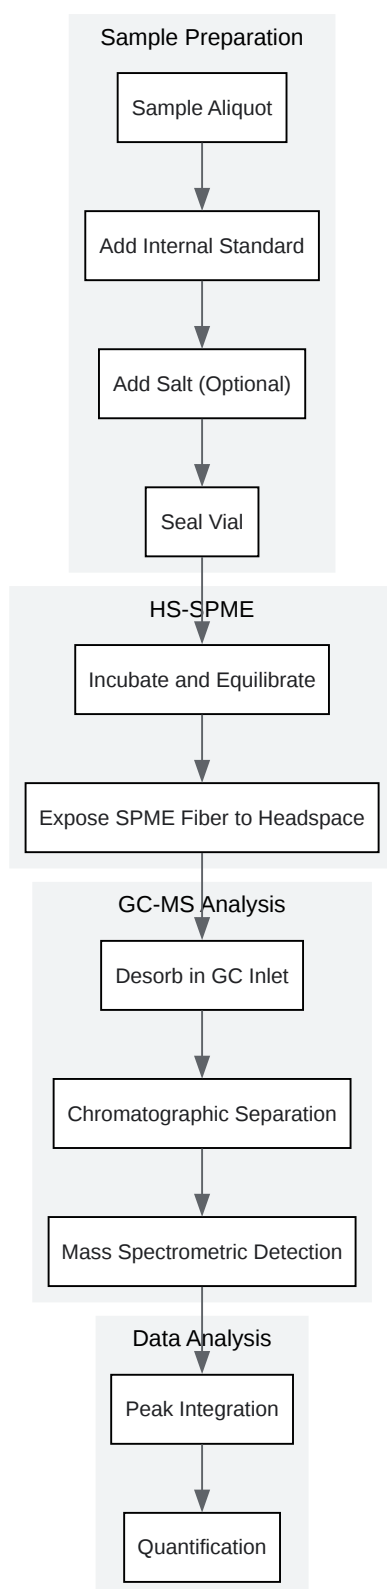 Sample Preparation
Sample Aliquot
Add Internal Standard
Add Salt (Optional)
Seal Vial
HS-SPME
Incubate and Equilibrate
Expose SPME Fiber to Headspace
GC-MS Analysis
Desorb in GC Inlet
Chromatographic Separation
Mass Spectrometric Detection
Data Analysis
Peak Integration
Quantification